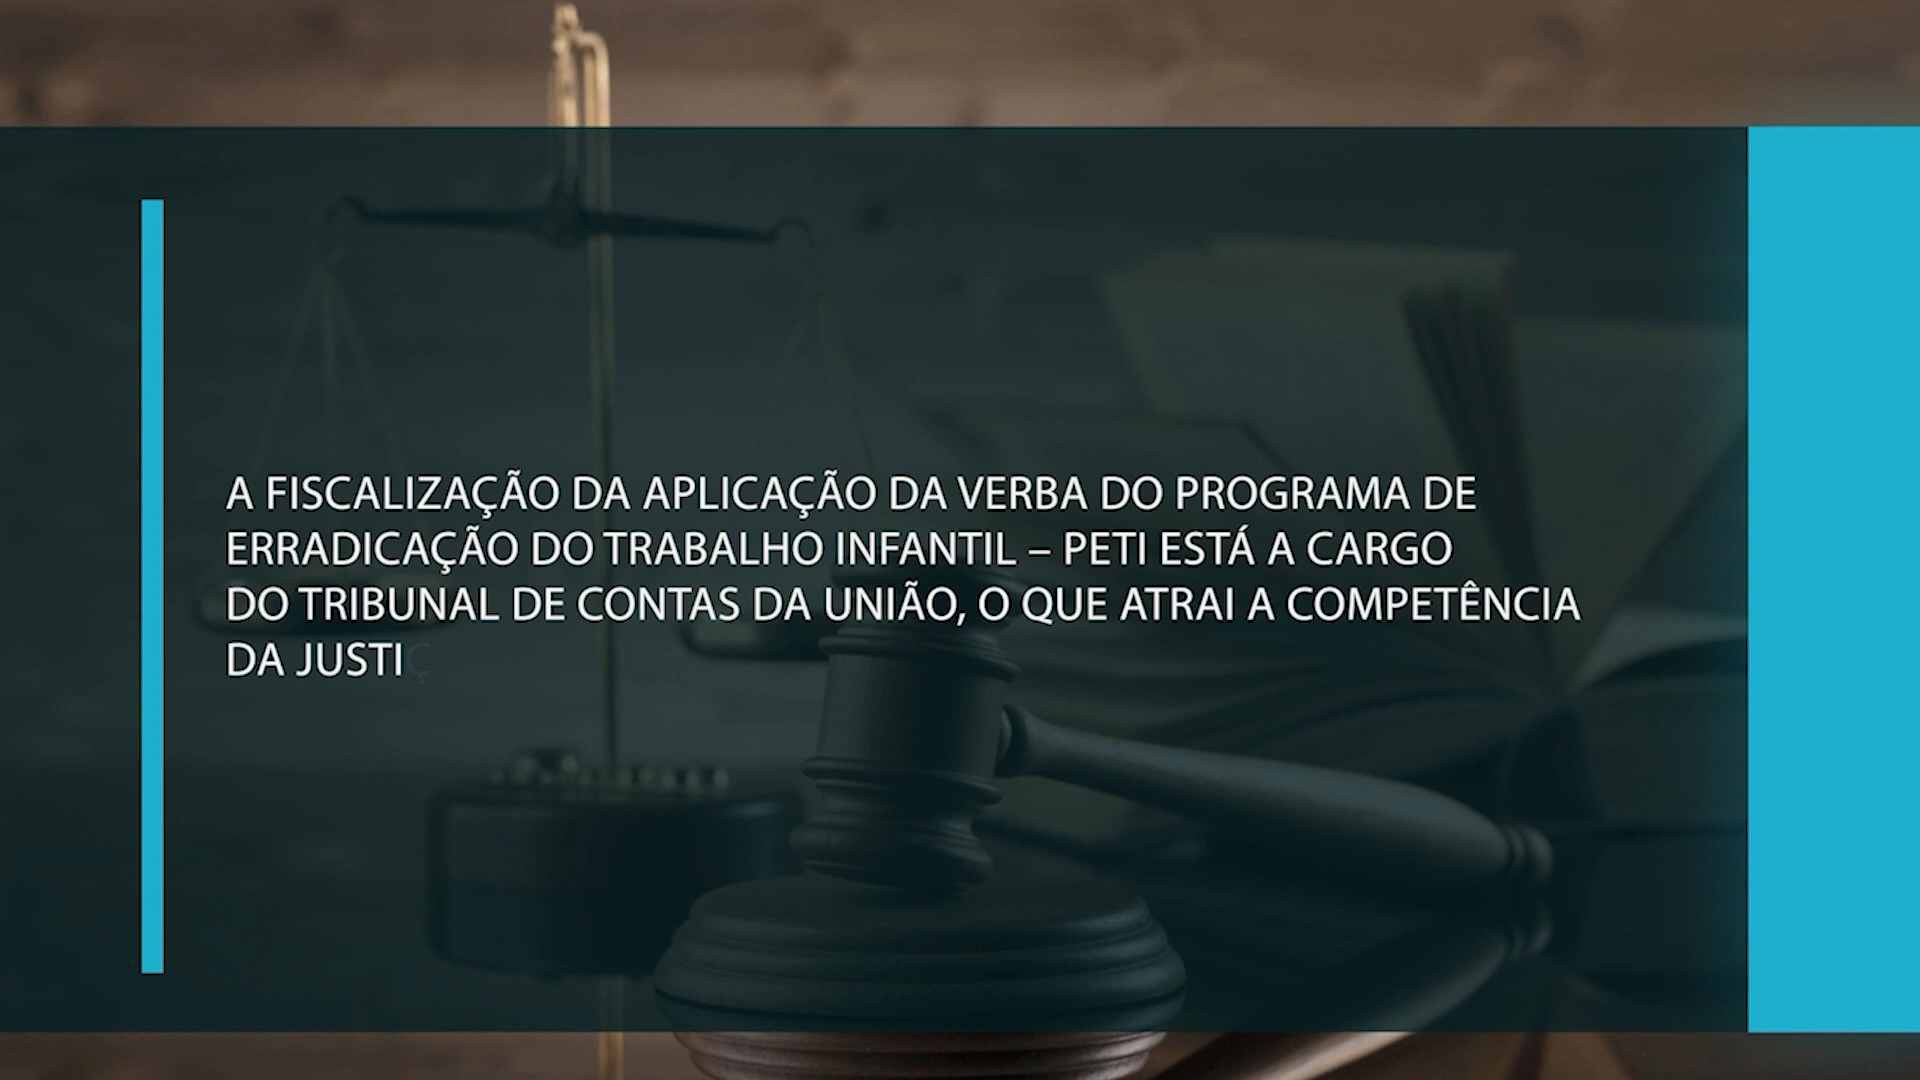 A FISCALIZAÇÃO DA APLICAÇÃO DA VERBA DO PROGRAMA DE
ERRADICAÇÃO DO TRABALHO INFANTIL – PETI ESTÁ A CARGO
DO TRIBUNAL DE CONTAS DA UNIÃO, O QUE ATRAI A COMPETÊNCIA
DA JUSTIÇ